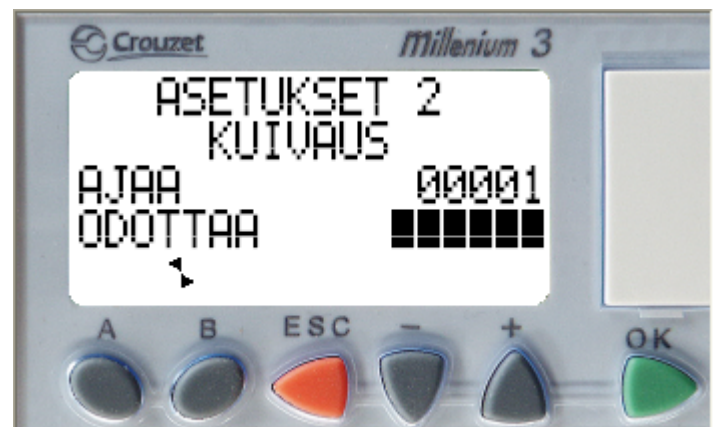 Crouzet Millenium 3
ASETUKSET 2
KUIVAUS
AJAA 00001
ODOTTAA
A B ESC - + OK